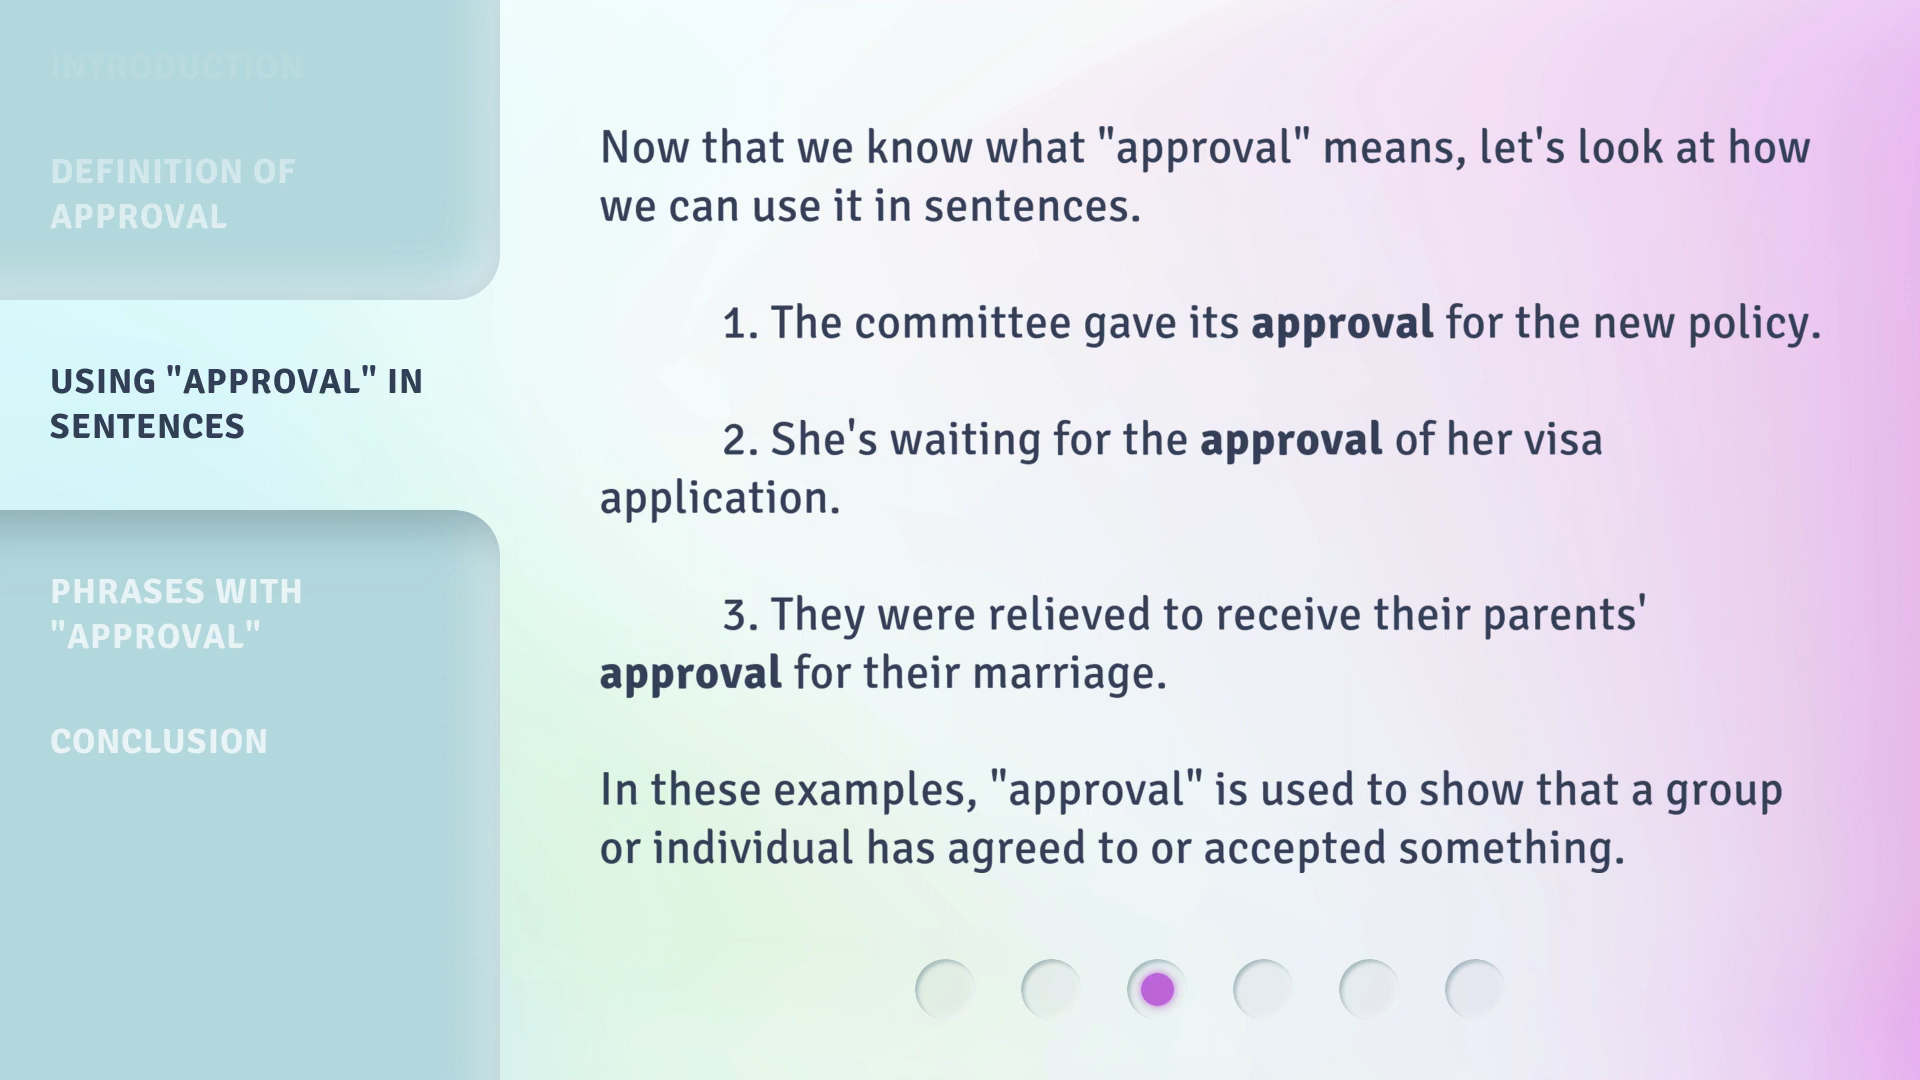 INTRODUCTION
DEFINITION OF
APPROVAL
USING "APPROVAL" IN
SENTENCES
PHRASES WITH
"APPROVAL"
CONCLUSION
Now that we know what "approval" means, let's look at how
we can use it in sentences.
1. The committee gave its approval for the new policy.
2. She's waiting for the approval of her visa
application.
3. They were relieved to receive their parents'
approval for their marriage.
In these examples, "approval" is used to show that a group
or individual has agreed to or accepted something.